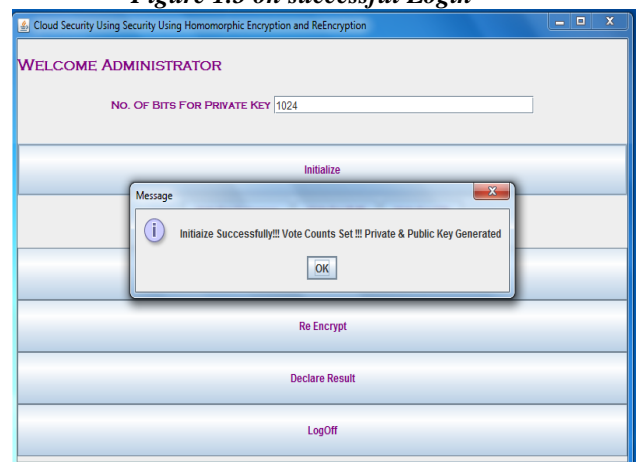 Figure 1.3 on successful Login
Cloud Security Using Security Using Homomorphic Encryption and ReEncryption
WELCOME ADMINISTRATOR
NO. OF BITS FOR PRIVATE KEY 1024
Initialize
Message
Initiaize Successfully!!! Vote Counts Set !!! Private & Public Key Generated
OK
Re Encrypt
Declare Result
LogOff